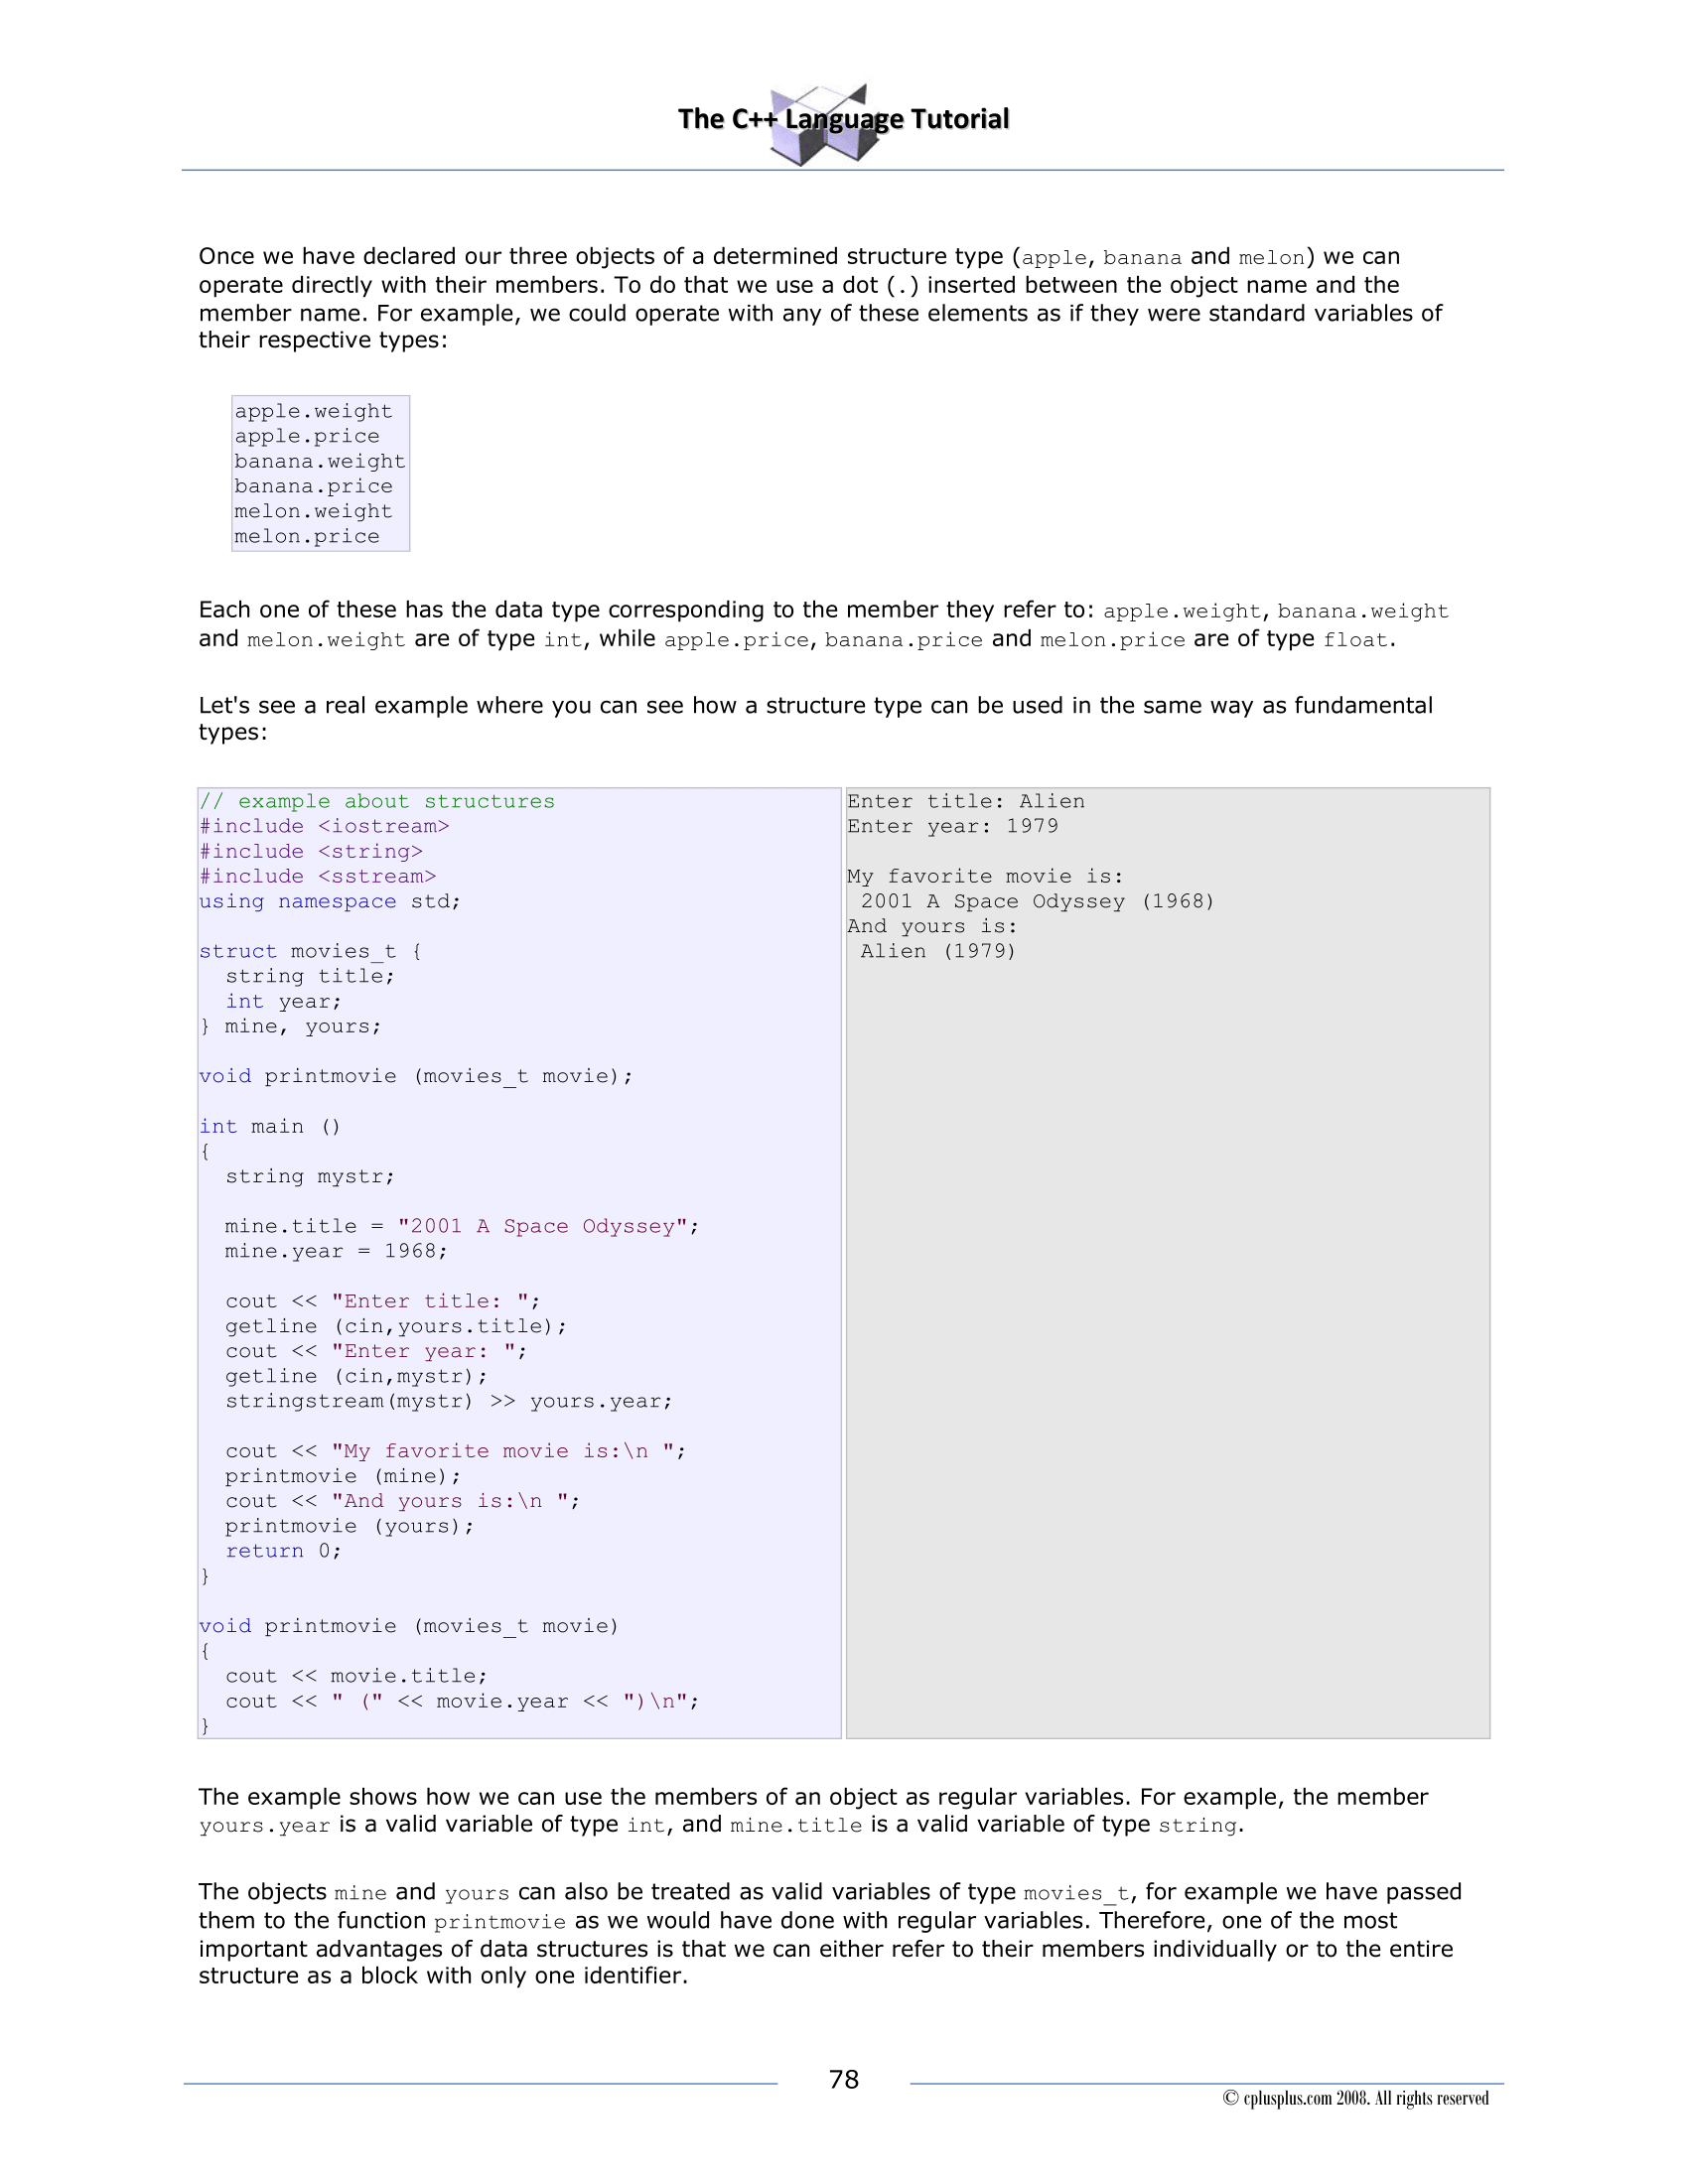 The C++ Language Tutorial
Once we have declared our three objects of a determined structure type (apple, banana and melon) we can
operate directly with their members. To do that we use a dot (.) inserted between the object name and the
member name. For example, we could operate with any of these elements as if they were standard variables of
their respective types:
apple.weight
apple.price
banana.weight
banana.price
melon.weight
melon.price
Each one of these has the data type corresponding to the member they refer to: apple.weight, banana.weight
and melon.weight are of type int, while apple.price, banana.price and melon.price are of type float.
Let's see a real example where you can see how a structure type can be used in the same way as fundamental
types:
// example about structures
#include <iostream>
#include <string>
#include <sstream>
using namespace std;

struct movies_t {
  string title;
  int year;
} mine, yours;

void printmovie (movies_t movie);

int main ()
{
  string mystr;

  mine.title = "2001 A Space Odyssey";
  mine.year = 1968;

  cout << "Enter title: ";
  getline (cin,yours.title);
  cout << "Enter year: ";
  getline (cin,mystr);
  stringstream(mystr) >> yours.year;

  cout << "My favorite movie is:\n ";
  printmovie (mine);
  cout << "And yours is:\n ";
  printmovie (yours);
  return 0;
}

void printmovie (movies_t movie)
{
  cout << movie.title;
  cout << " (" << movie.year << ")\n";
}
Enter title: Alien
Enter year: 1979

My favorite movie is:
 2001 A Space Odyssey (1968)
And yours is:
 Alien (1979)
The example shows how we can use the members of an object as regular variables. For example, the member
yours.year is a valid variable of type int, and mine.title is a valid variable of type string.
The objects mine and yours can also be treated as valid variables of type movies_t, for example we have passed
them to the function printmovie as we would have done with regular variables. Therefore, one of the most
important advantages of data structures is that we can either refer to their members individually or to the entire
structure as a block with only one identifier.
78
© cplusplus.com 2008. All rights reserved